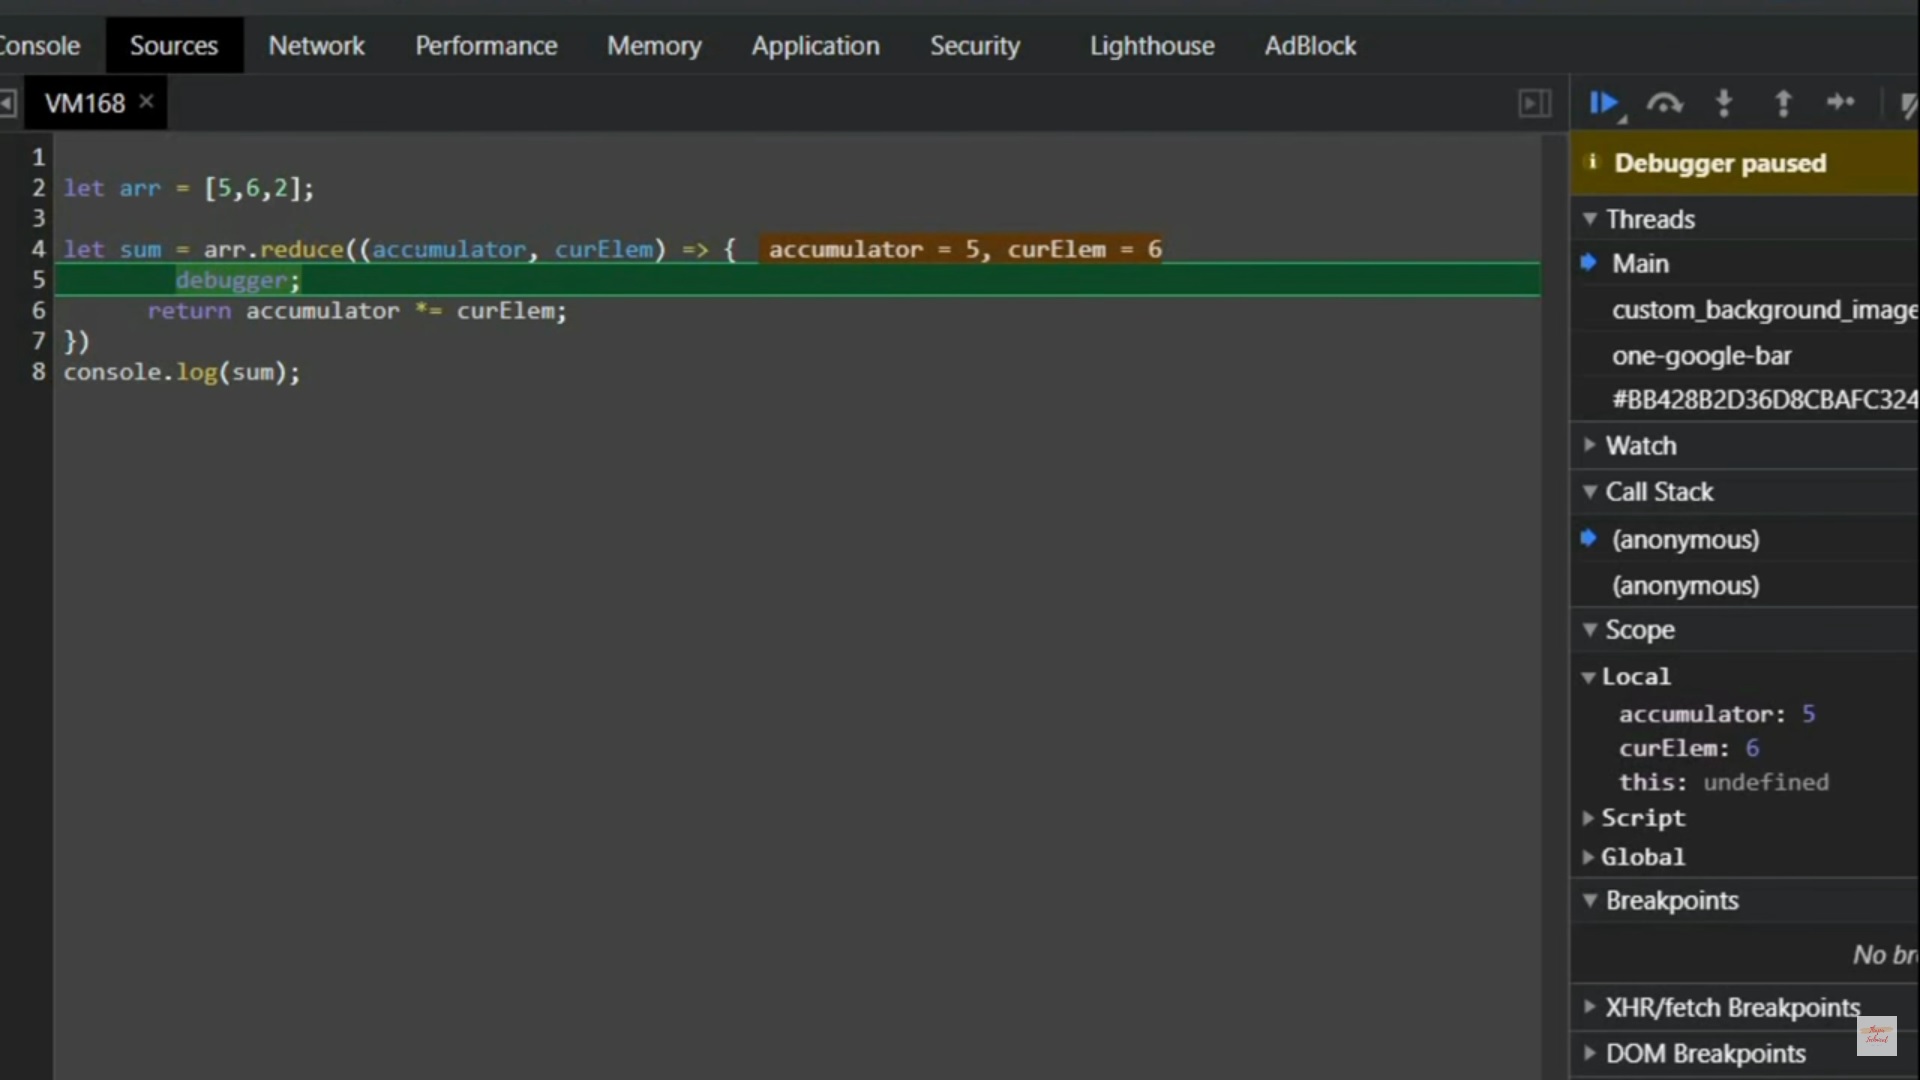 Console Sources Network Performance Memory Application Security Lighthouse AdBlock
VM168 ×
Debugger paused
1
2 let arr = [5,6,2];
3
4 let sum = arr.reduce((accumulator, curElem) => { accumulator = 5, curElem = 6
5 debugger;
6 return accumulator *= curElem;
7 })
8 console.log(sum);
Threads
Main
custom_background_image
one-google-bar
#BB428B2D36D8CBAFC324
Watch
Call Stack
(anonymous)
(anonymous)
Scope
Local
accumulator: 5
curElem: 6
this: undefined
Script
Global
Breakpoints
No br
XHR/fetch Breakpoints
DOM Breakpoints